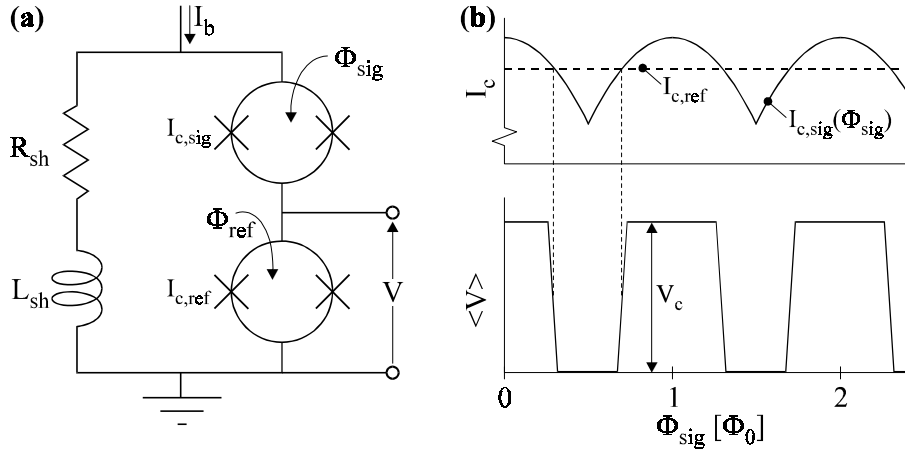 (a)
I_b
Φ_sig
I_c,sig
R_sh
Φ_ref
L_sh
I_c,ref
V
(b)
I_c
I_c,ref
I_c,sig(Φ_sig)
<V>
V_c
0
1
2
Φ_sig [Φ_0]